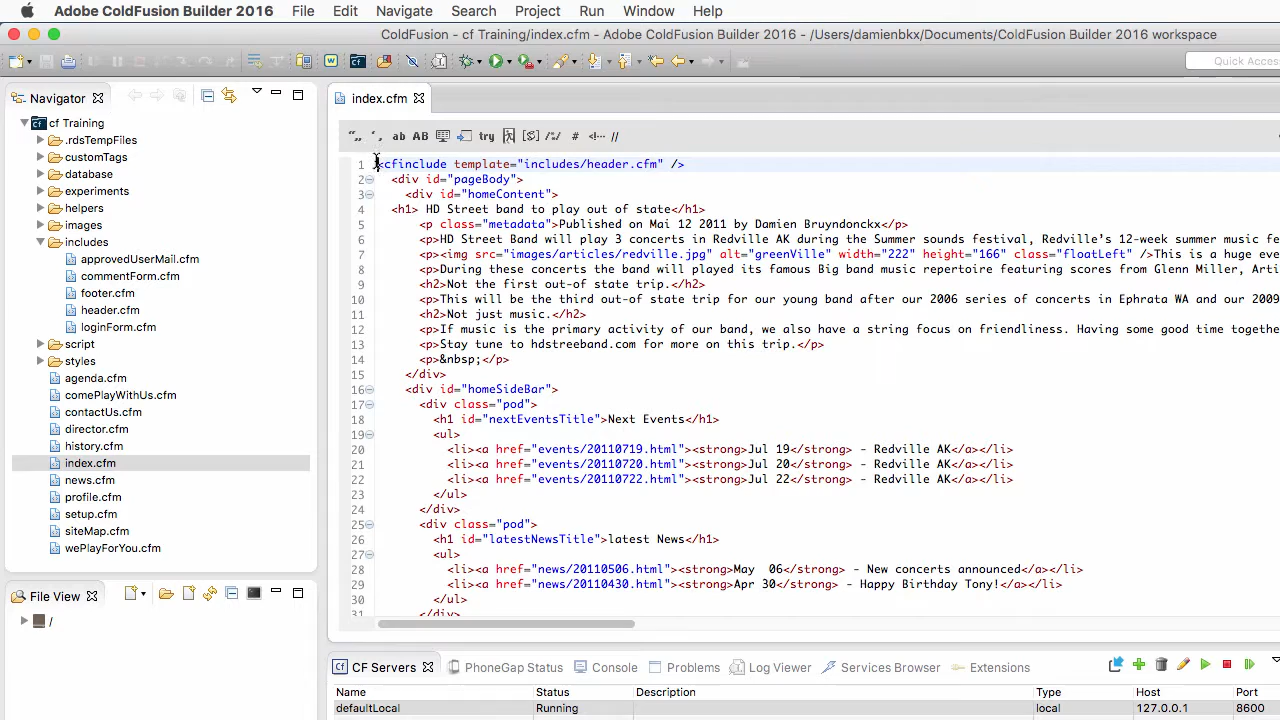 Adobe ColdFusion Builder 2016 File Edit Navigate Search Project Run Window Help
ColdFusion - cf Training/index.cfm - Adobe ColdFusion Builder 2016 - /Users/damienbkx/Documents/ColdFusion Builder 2016 workspace
Quick Acces
Navigator
index.cfm
cf Training
.rdsTempFiles
customTags
database
experiments
helpers
images
includes
approvedUserMail.cfm
commentForm.cfm
footer.cfm
header.cfm
loginForm.cfm
script
styles
agenda.cfm
comePlayWithUs.cfm
contactUs.cfm
director.cfm
history.cfm
index.cfm
news.cfm
profile.cfm
setup.cfm
siteMap.cfm
wePlayForYou.cfm
File View
/
ab AB try # //
1 <cfinclude template="includes/header.cfm" />
2 <div id="pageBody">
3 <div id="homeContent">
4 <h1> HD Street band to play out of state</h1>
5 <p class="metadata">Published on Mai 12 2011 by Damien Bruyndonckx</p>
6 <p>HD Street Band will play 3 concerts in Redville AK during the Summer sounds festival, Redville's 12-week summer music fe
7 <p><img src="images/articles/redville.jpg" alt="greenVille" width="222" height="166" class="floatLeft" />This is a huge eve
8 <p>During these concerts the band will played its famous Big band music repertoire featuring scores from Glenn Miller, Arti
9 <h2>Not the first out-of state trip.</h2>
10 <p>This will be the third out-of state trip for our young band after our 2006 series of concerts in Ephrata WA and our 2009
11 <h2>Not just music.</h2>
12 <p>If music is the primary activity of our band, we also have a string focus on friendliness. Having some good time togethe
13 <p>Stay tune to hdstreeband.com for more on this trip.</p>
14 <p>&nbsp;</p>
15 </div>
16 <div id="homeSideBar">
17 <div class="pod">
18 <h1 id="nextEventsTitle">Next Events</h1>
19 <ul>
20 <li><a href="events/20110719.html"><strong>Jul 19</strong> - Redville AK</a></li>
21 <li><a href="events/20110720.html"><strong>Jul 20</strong> - Redville AK</a></li>
22 <li><a href="events/20110722.html"><strong>Jul 22</strong> - Redville AK</a></li>
23 </ul>
24 </div>
25 <div class="pod">
26 <h1 id="latestNewsTitle">latest News</h1>
27 <ul>
28 <li><a href="news/20110506.html"><strong>May  06</strong> - New concerts announced</a></li>
29 <li><a href="news/20110430.html"><strong>Apr 30</strong> - Happy Birthday Tony!</a></li>
30 </ul>
31 </div>
CF Servers PhoneGap Status Console Problems Log Viewer Services Browser Extensions
Name Status Description Type Host Port
defaultLocal Running local 127.0.0.1 8600